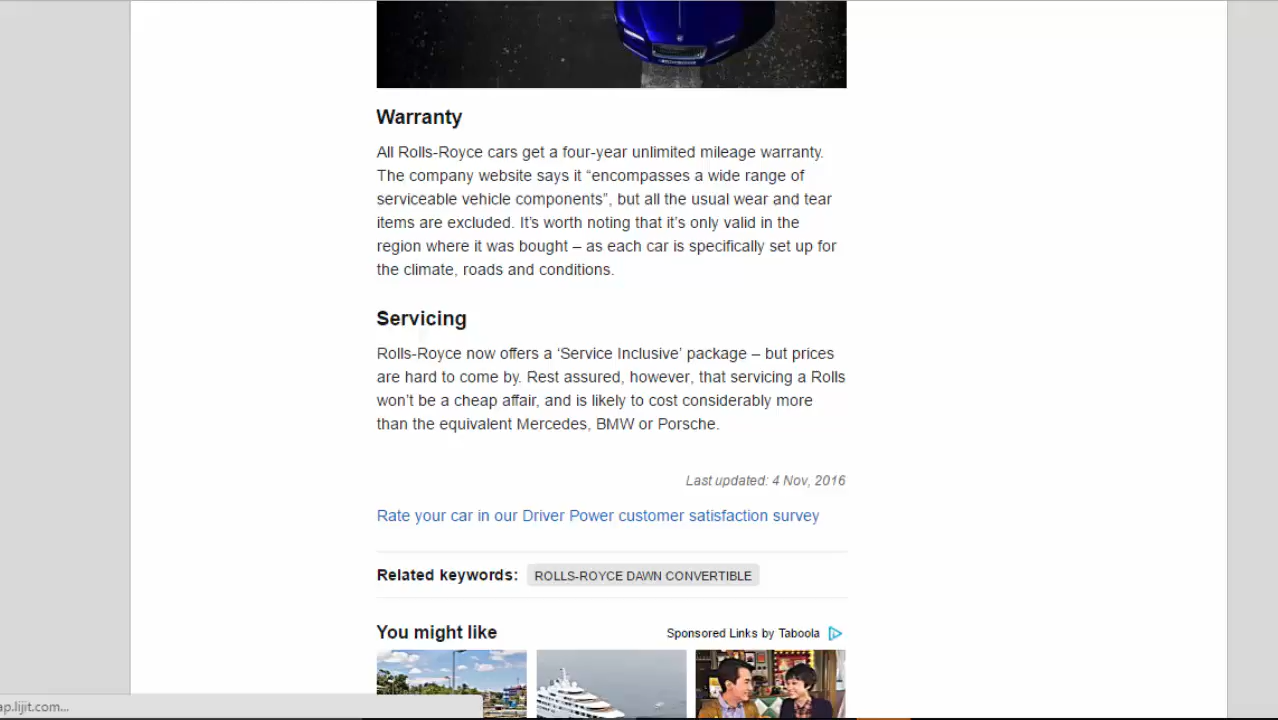 Warranty
All Rolls-Royce cars get a four-year unlimited mileage warranty.
The company website says it “encompasses a wide range of
serviceable vehicle components”, but all the usual wear and tear
items are excluded. It’s worth noting that it’s only valid in the
region where it was bought – as each car is specifically set up for
the climate, roads and conditions.
Servicing
Rolls-Royce now offers a ‘Service Inclusive’ package – but prices
are hard to come by. Rest assured, however, that servicing a Rolls
won’t be a cheap affair, and is likely to cost considerably more
than the equivalent Mercedes, BMW or Porsche.
Last updated: 4 Nov, 2016
Rate your car in our Driver Power customer satisfaction survey
Related keywords: ROLLS-ROYCE DAWN CONVERTIBLE
You might like Sponsored Links by Taboola
ap.lijit.com...